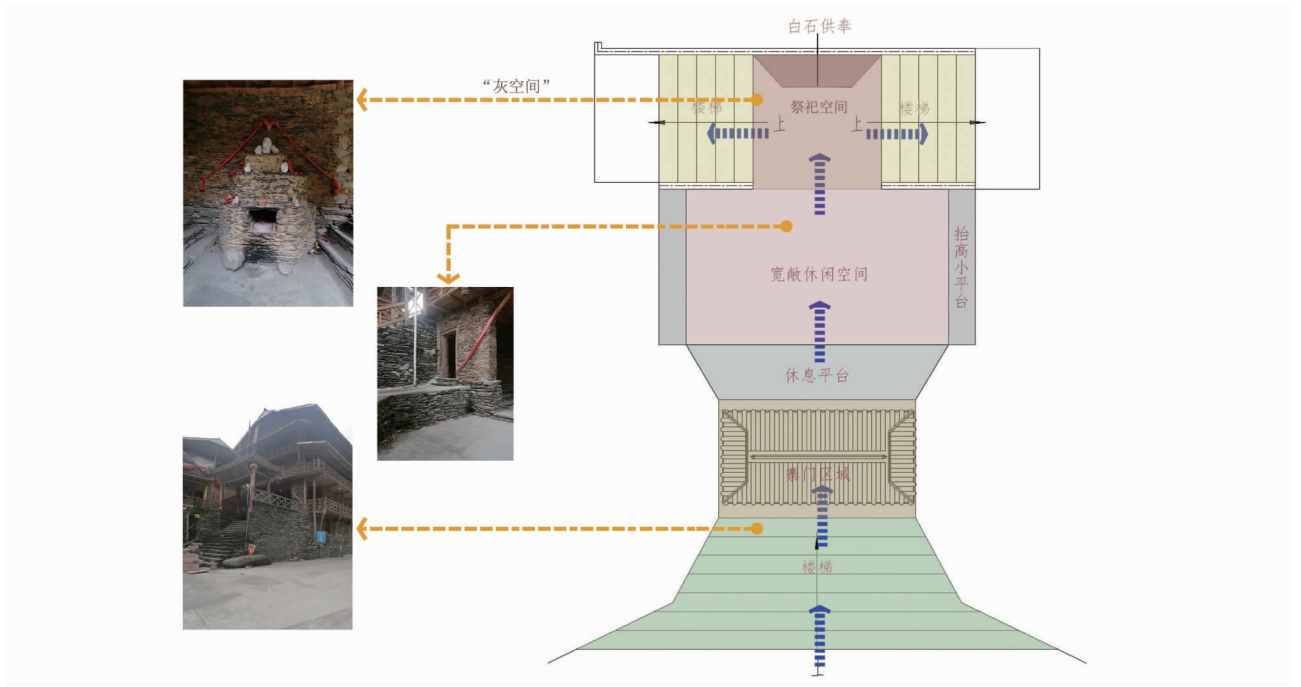 白石供奉
“灰空间”
楼梯
祭祀空间
楼梯
上
上
抬高小平台
宽敞休闲空间
休息平台
寨门区域
楼梯
上